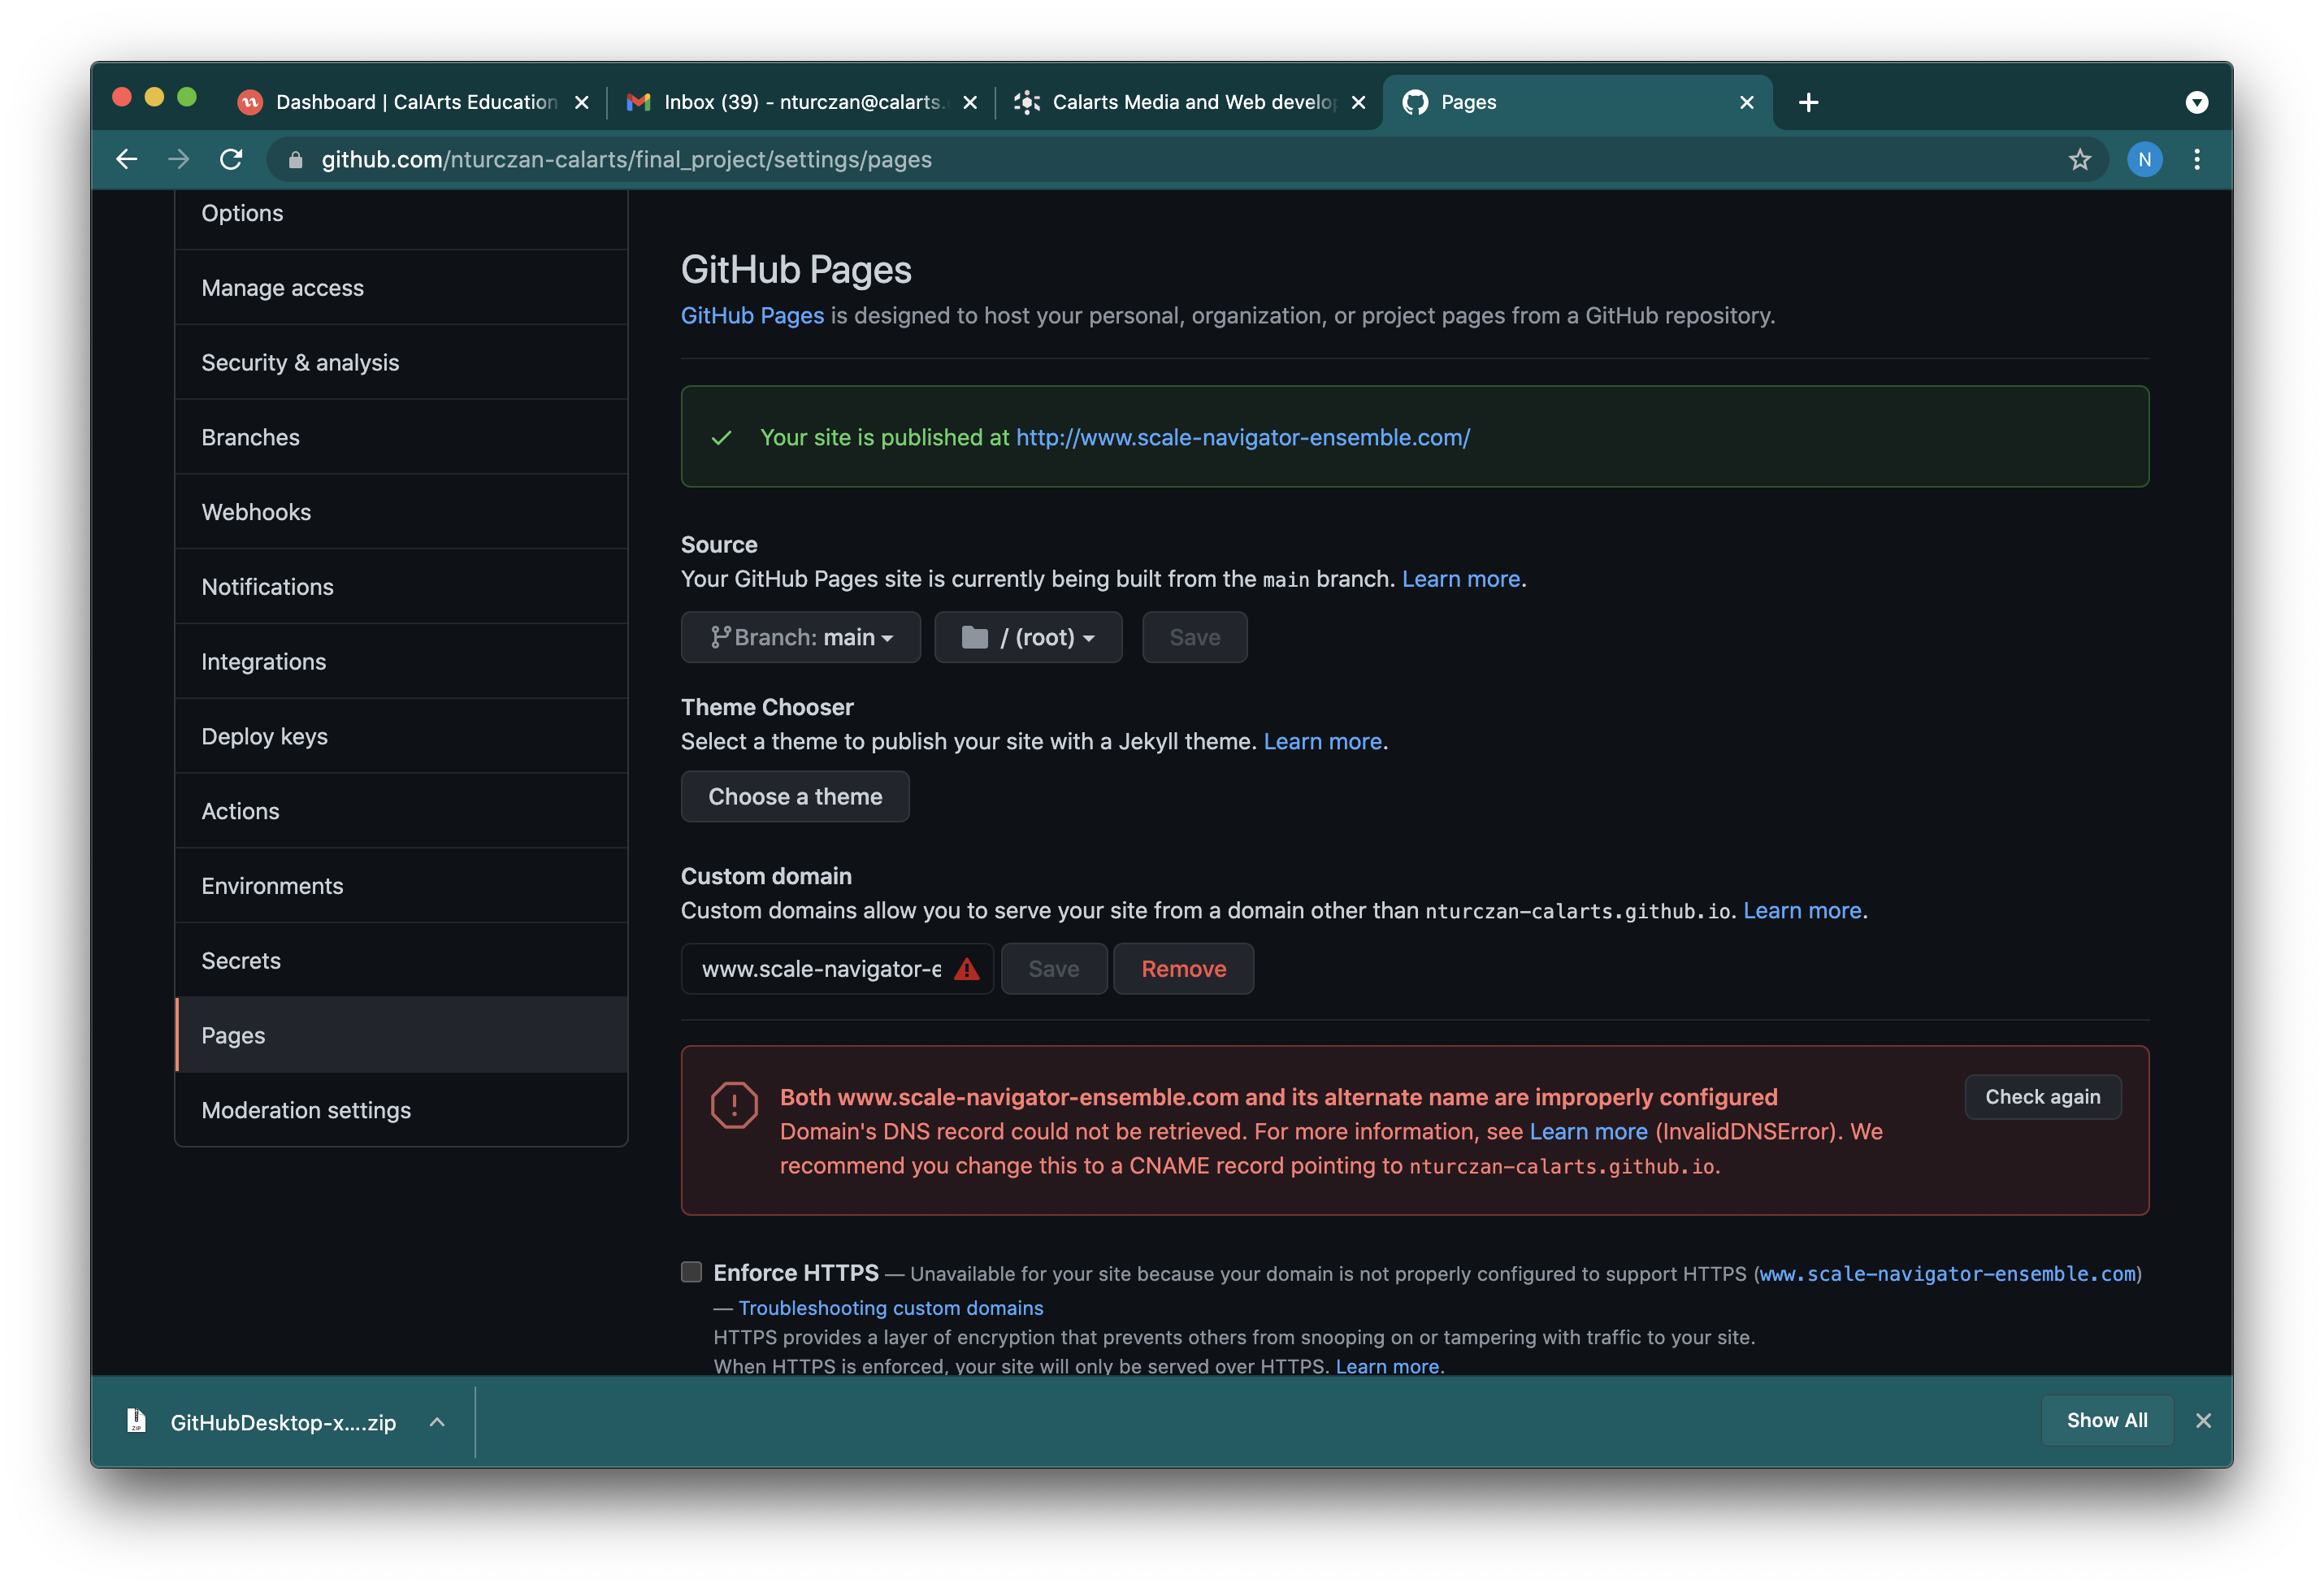 Dashboard | CalArts Education
Inbox (39) - nturczan@calarts.
Calarts Media and Web develop
Pages
github.com/nturczan-calarts/final_project/settings/pages
N
Options
Manage access
Security & analysis
Branches
Webhooks
Notifications
Integrations
Deploy keys
Actions
Environments
Secrets
Pages
Moderation settings
GitHub Pages
GitHub Pages is designed to host your personal, organization, or project pages from a GitHub repository.
Your site is published at http://www.scale-navigator-ensemble.com/
Source
Your GitHub Pages site is currently being built from the main branch. Learn more.
Branch: main
/ (root)
Save
Theme Chooser
Select a theme to publish your site with a Jekyll theme. Learn more.
Choose a theme
Custom domain
Custom domains allow you to serve your site from a domain other than nturczan-calarts.github.io. Learn more.
www.scale-navigator-e
Save
Remove
Both www.scale-navigator-ensemble.com and its alternate name are improperly configured
Domain's DNS record could not be retrieved. For more information, see Learn more (InvalidDNSError). We
recommend you change this to a CNAME record pointing to nturczan-calarts.github.io.
Check again
Enforce HTTPS — Unavailable for your site because your domain is not properly configured to support HTTPS (www.scale-navigator-ensemble.com)
— Troubleshooting custom domains
HTTPS provides a layer of encryption that prevents others from snooping on or tampering with traffic to your site.
When HTTPS is enforced, your site will only be served over HTTPS. Learn more.
ZIP
GitHubDesktop-x....zip
Show All